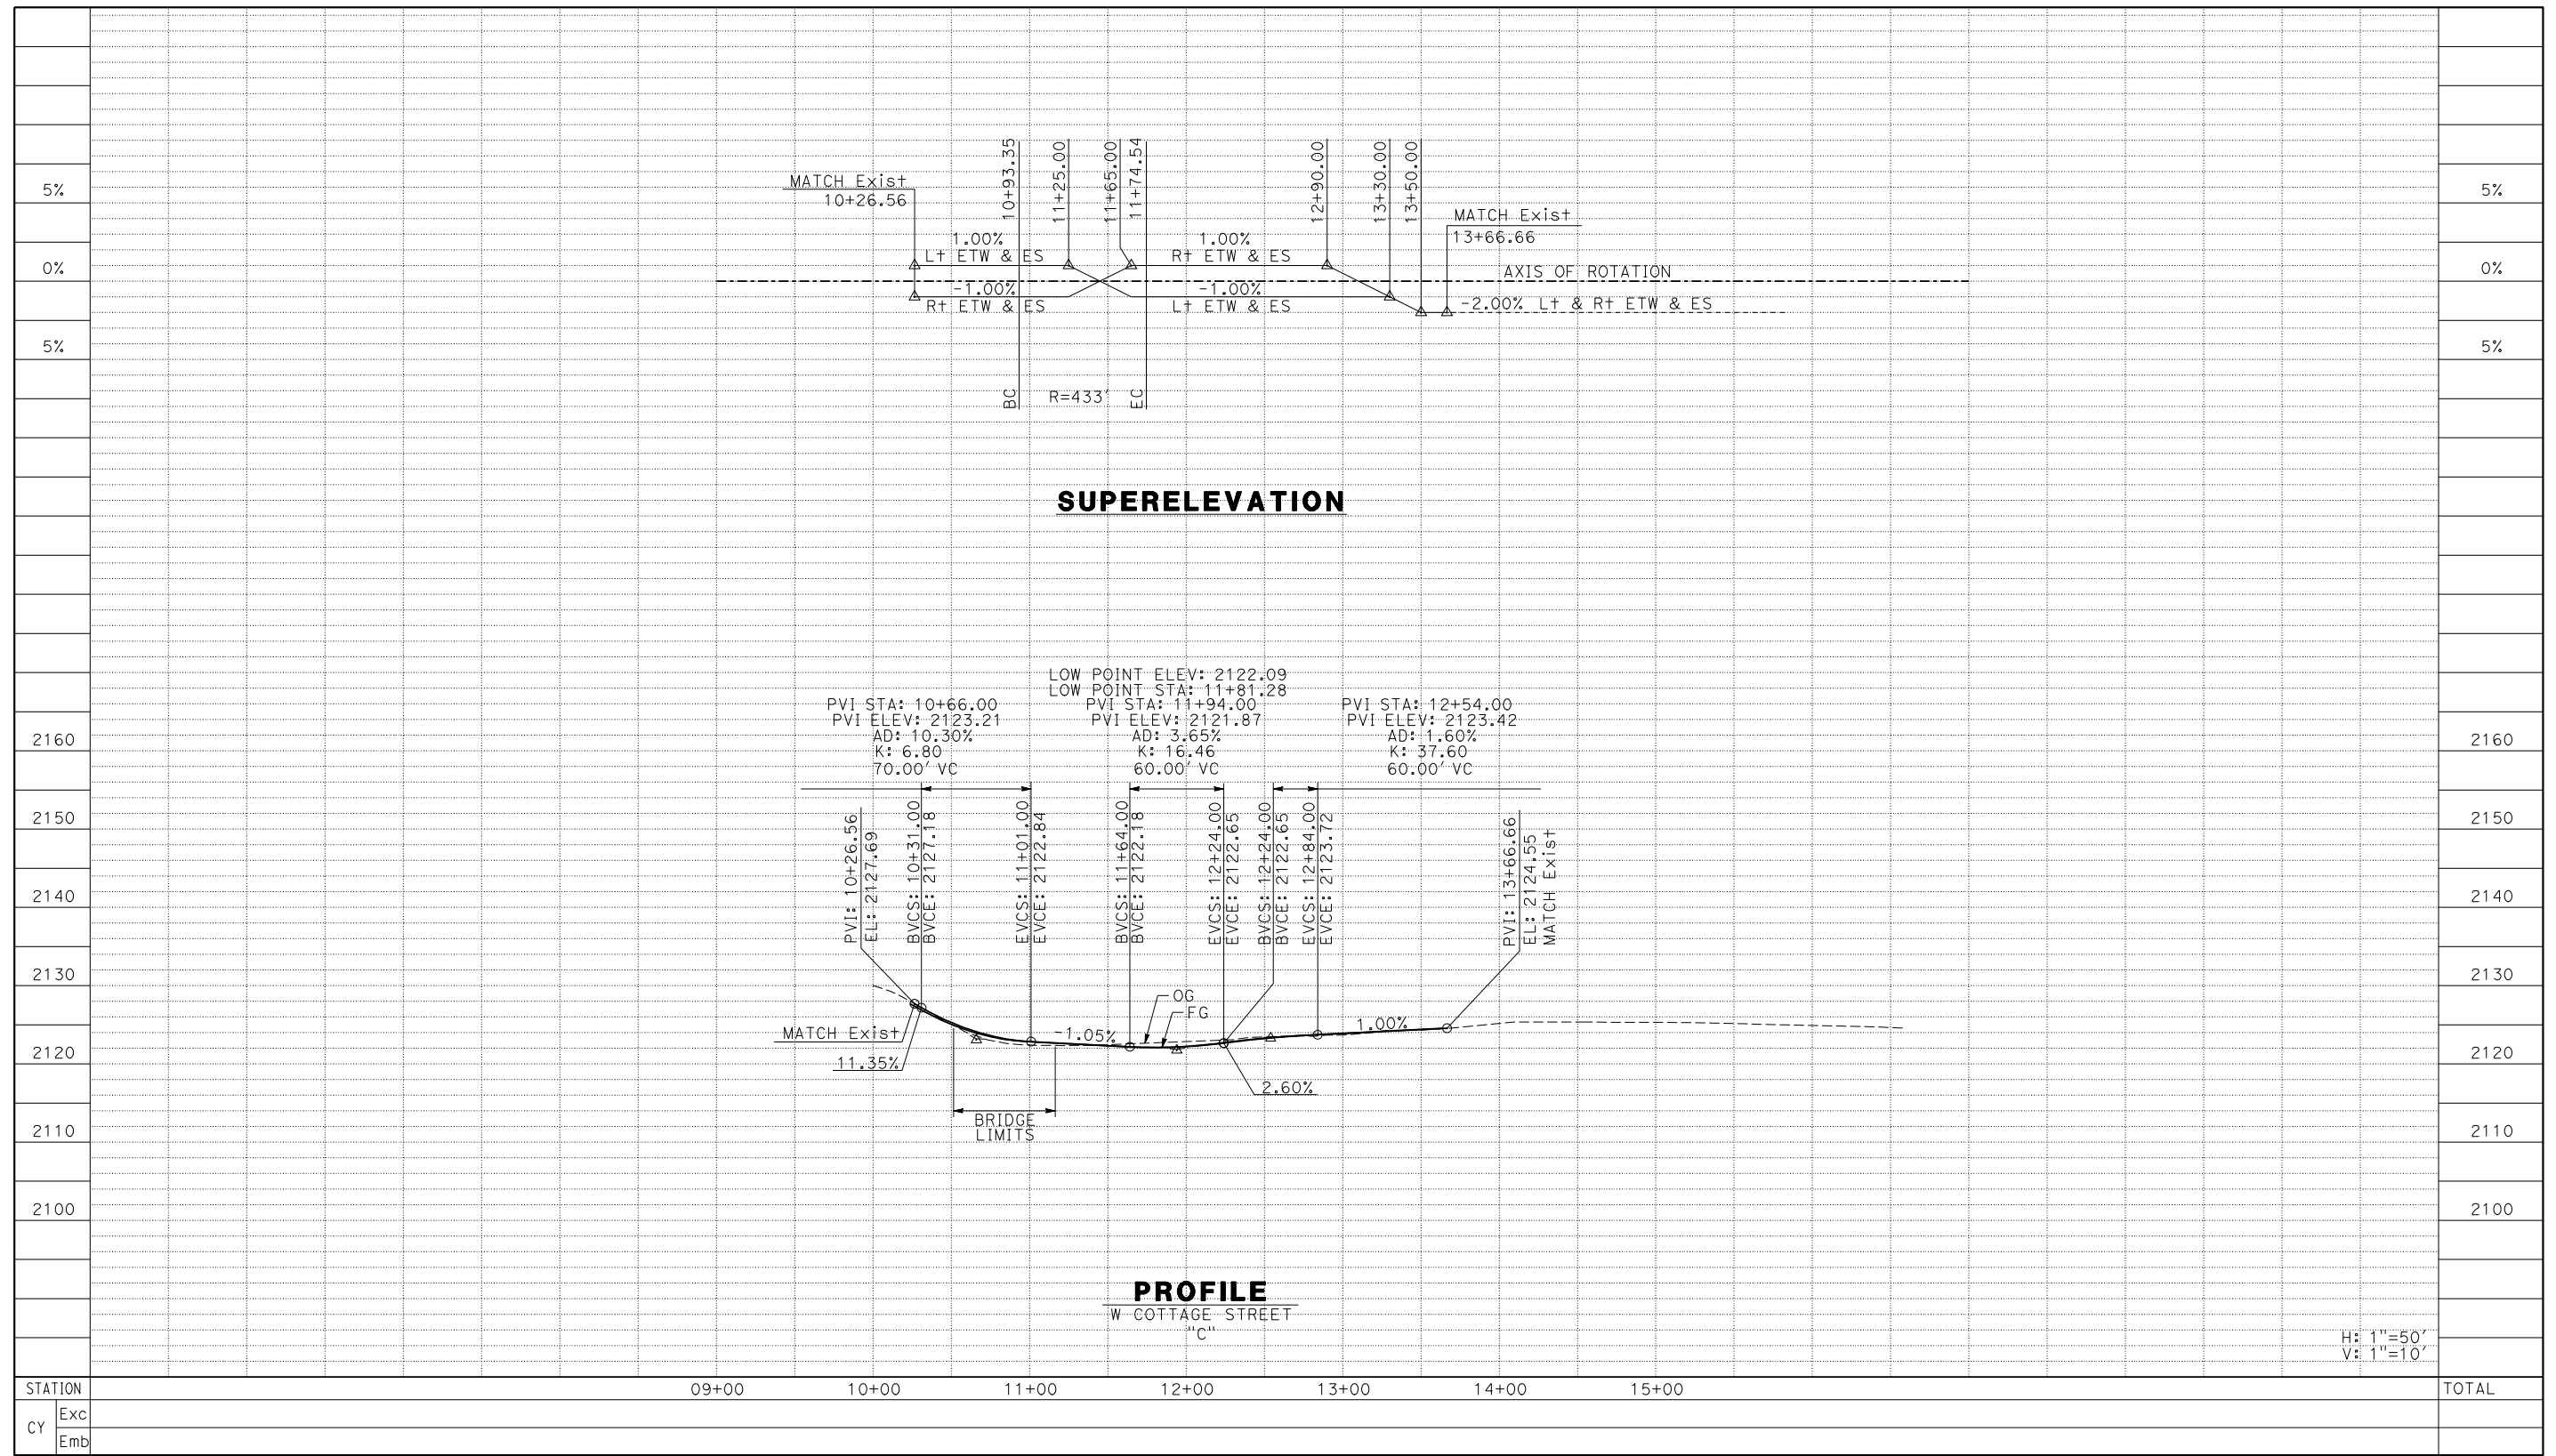 5%
0%
5%
2160
2150
2140
2130
2120
2110
2100
MATCH Exist
10+26.56
10+93.35
11+25.00
11+65.00
11+74.54
12+90.00
13+30.00
13+50.00
MATCH Exist
13+66.66
1.00%
Lt ETW & ES
1.00%
Rt ETW & ES
AXIS OF ROTATION
-1.00%
Rt ETW & ES
-1.00%
Lt ETW & ES
-2.00% Lt & Rt ETW & ES
BC
R=433'
EC
SUPERELEVATION
LOW POINT ELEV: 2122.09
LOW POINT STA: 11+81.28
PVI STA: 10+66.00
PVI ELEV: 2123.21
AD: 10.30%
K: 6.80
70.00' VC
PVI STA: 11+94.00
PVI ELEV: 2121.87
AD: 3.65%
K: 16.46
60.00' VC
PVI STA: 12+54.00
PVI ELEV: 2123.42
AD: 1.60%
K: 37.60
60.00' VC
PVI: 10+26.56
EL: 2127.69
BVCS: 10+31.00
BVCE: 2127.18
EVCS: 11+01.00
EVCE: 2122.84
BVCS: 11+64.00
BVCE: 2122.18
EVCS: 12+24.00
EVCE: 2122.65
BVCS: 12+24.00
BVCE: 2122.65
EVCS: 12+84.00
EVCE: 2123.72
PVI: 13+66.66
EL: 2124.55
MATCH Exist
OG
FG
MATCH Exist
-1.05%
1.00%
11.35%
2.60%
BRIDGE
LIMITS
PROFILE
W COTTAGE STREET
"C"
H: 1"=50'
V: 1"=10'
5%
0%
5%
2160
2150
2140
2130
2120
2110
2100
STATION
09+00
10+00
11+00
12+00
13+00
14+00
15+00
TOTAL
CY
Exc
Emb